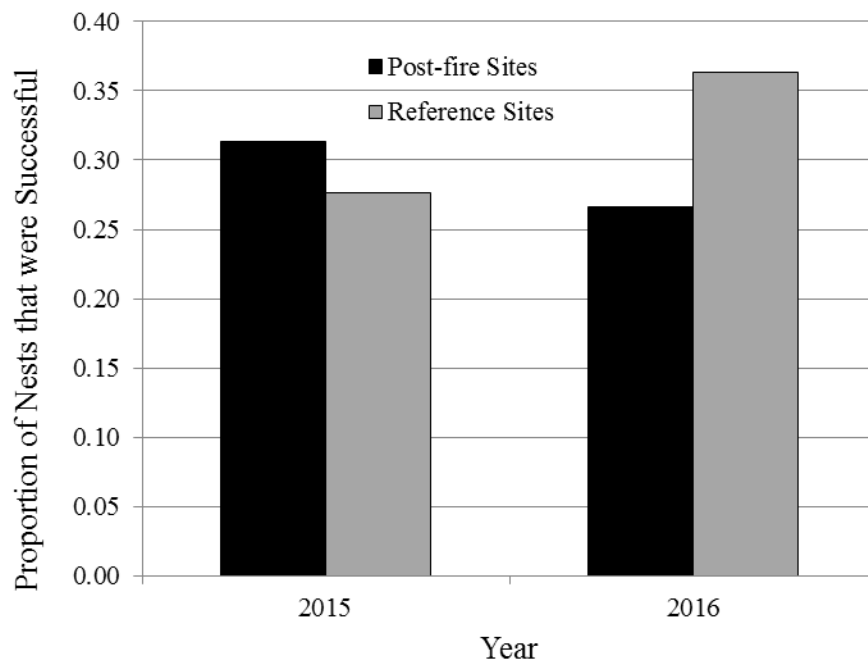 Proportion of Nests that were Successful
0.40
0.35
0.30
0.25
0.20
0.15
0.10
0.05
0.00
Post-fire Sites
Reference Sites
2015
2016
Year